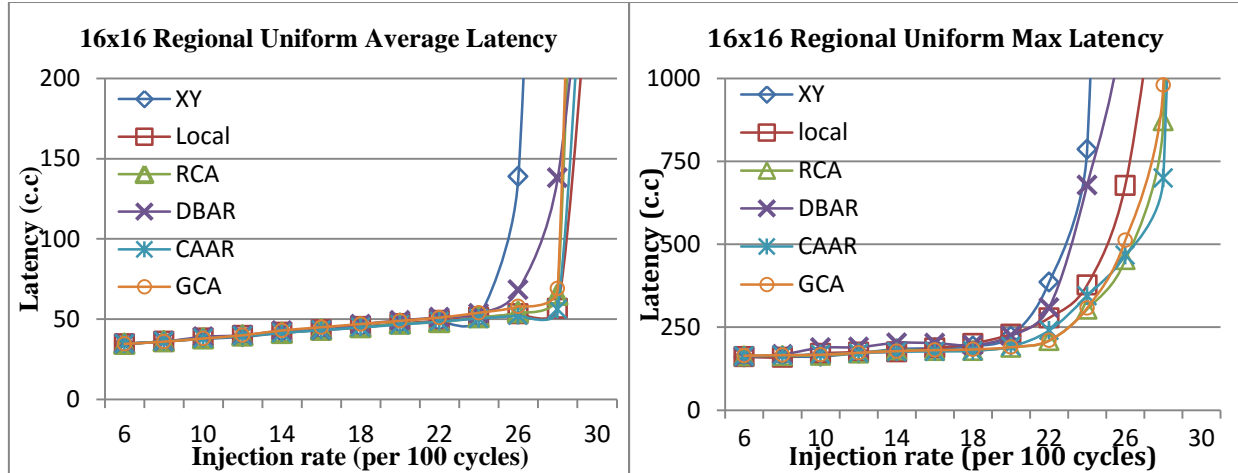 16x16 Regional Uniform Average Latency
200
150
100
50
0
Latency (c.c)
XY
Local
RCA
DBAR
CAAR
GCA
6 10 14 18 22 26 30
Injection rate (per 100 cycles)
16x16 Regional Uniform Max Latency
1000
750
500
250
0
Latency (c.c)
XY
local
RCA
DBAR
CAAR
GCA
6 10 14 18 22 26 30
Injection rate (per 100 cycles)